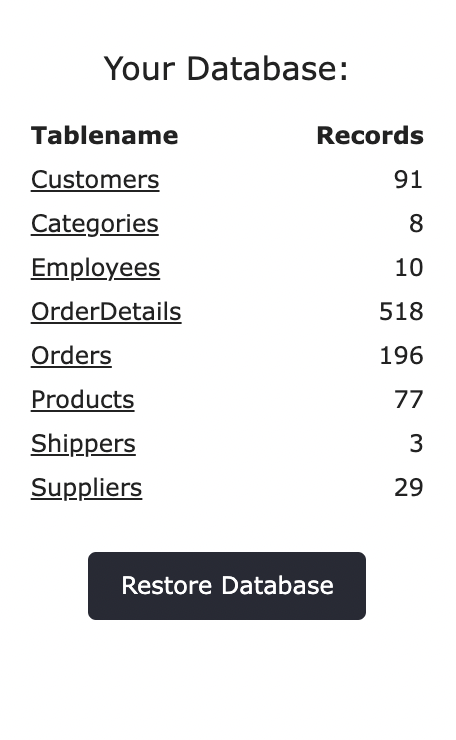 Your Database:
Tablename Records
Customers 91
Categories 8
Employees 10
OrderDetails 518
Orders 196
Products 77
Shippers 3
Suppliers 29
Restore Database